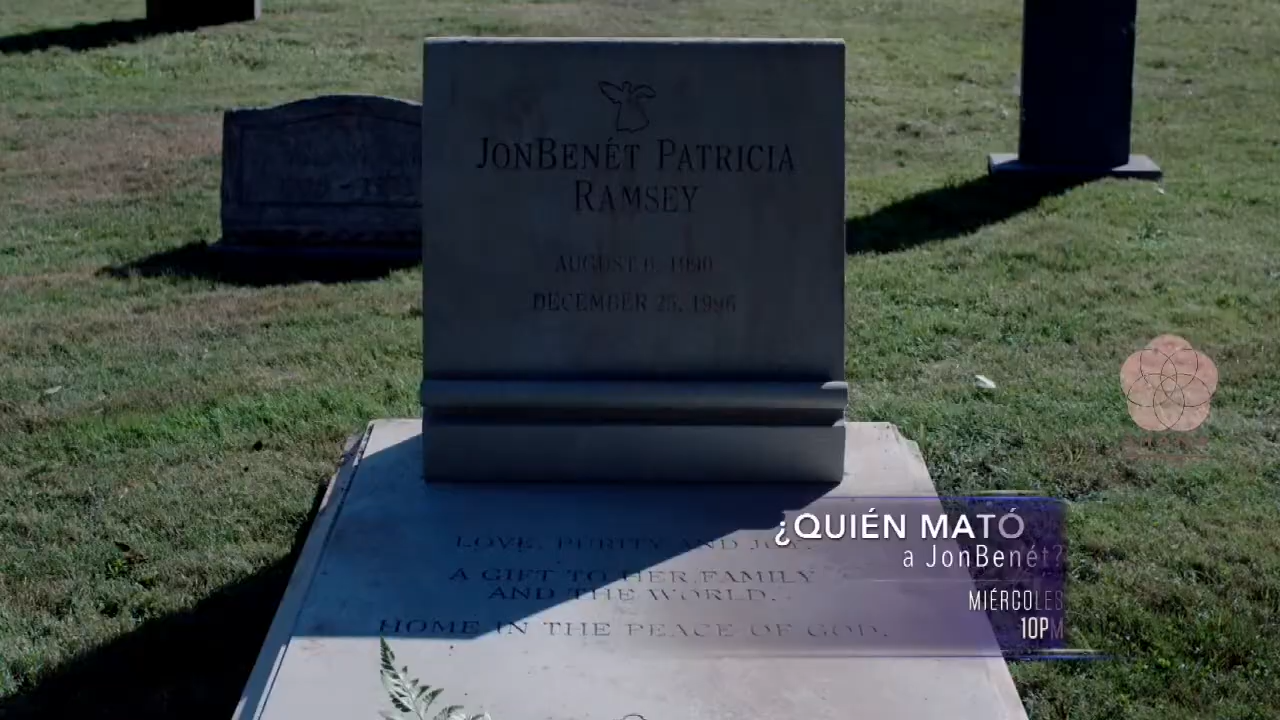 JONBENÉT PATRICIA
RAMSEY
AUGUST 6, 1990
DECEMBER 25, 1996
LOVE, PURITY AND JOY.
A GIFT TO HER FAMILY
AND THE WORLD.
HOME IN THE PEACE OF GOD.
¿QUIÉN MATÓ
a JonBenét?
MIÉRCOLES
10PM